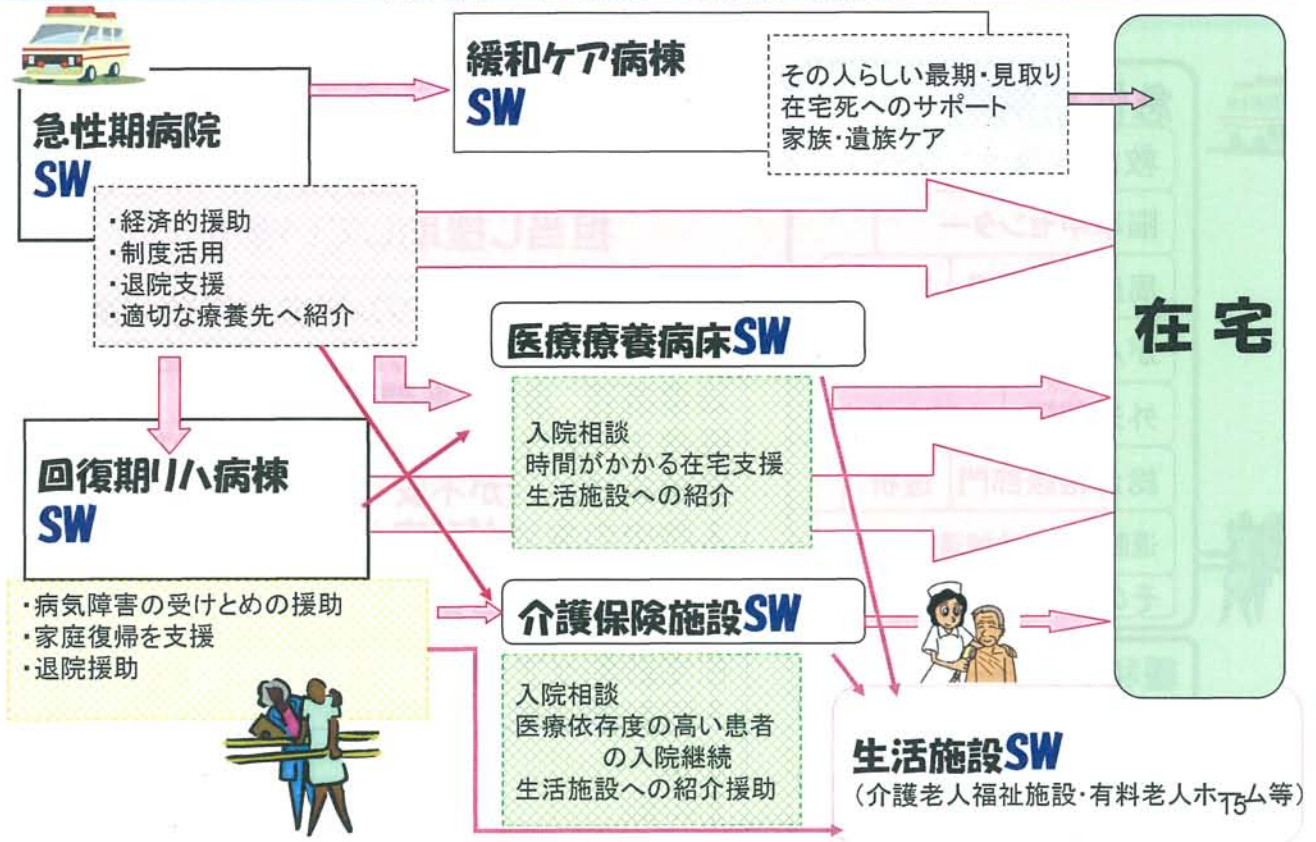 急性期病院
SW
・経済的援助
・制度活用
・退院支援
・適切な療養先へ紹介
緩和ケア病棟
SW
その人らしい最期・見取り
在宅死へのサポート
家族・遺族ケア
在宅
医療療養病床SW
入院相談
時間がかかる在宅支援
生活施設への紹介
回復期リハ病棟
SW
・病気障害の受けとめの援助
・家庭復帰を支援
・退院援助
介護保険施設SW
入院相談
医療依存度の高い患者
の入院継続
生活施設への紹介援助
生活施設SW
(介護老人福祉施設・有料老人ホーム等)
15